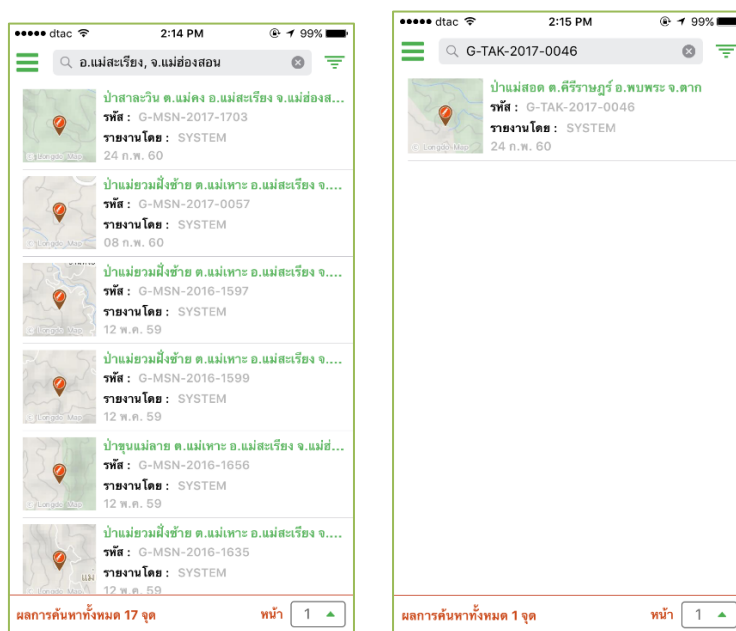 dtac 2:14 PM 99%
อ.แม่สะเรียง, จ.แม่ฮ่องสอน
ป่าสาละวิน ต.แม่คง อ.แม่สะเรียง จ.แม่ฮ่องส...
รหัส : G-MSN-2017-1703
รายงานโดย : SYSTEM
24 ก.พ. 60
© Longdo Map
ป่าแม่ยวมฝั่งซ้าย ต.แม่เหาะ อ.แม่สะเรียง จ....
รหัส : G-MSN-2017-0057
รายงานโดย : SYSTEM
08 ก.พ. 60
© Longdo Map
ป่าแม่ยวมฝั่งซ้าย ต.แม่เหาะ อ.แม่สะเรียง จ....
รหัส : G-MSN-2016-1597
รายงานโดย : SYSTEM
12 พ.ค. 59
© Longdo Map
ป่าแม่ยวมฝั่งซ้าย ต.แม่เหาะ อ.แม่สะเรียง จ....
รหัส : G-MSN-2016-1599
รายงานโดย : SYSTEM
12 พ.ค. 59
© Longdo Map
ป่าขุนแม่ลาย ต.แม่เหาะ อ.แม่สะเรียง จ.แม่ฮ่...
รหัส : G-MSN-2016-1656
รายงานโดย : SYSTEM
12 พ.ค. 59
© Longdo Map
ป่าแม่ยวมฝั่งซ้าย ต.แม่เหาะ อ.แม่สะเรียง จ....
รหัส : G-MSN-2016-1635
รายงานโดย : SYSTEM
12 พ.ค. 59
© Longdo Map
ผลการค้นหาทั้งหมด 17 จุด หน้า 1
dtac 2:15 PM 99%
G-TAK-2017-0046
ป่าแม่สอด ต.คีรีราษฎร์ อ.พบพระ จ.ตาก
รหัส : G-TAK-2017-0046
รายงานโดย : SYSTEM
24 ก.พ. 60
© Longdo Map
ผลการค้นหาทั้งหมด 1 จุด หน้า 1